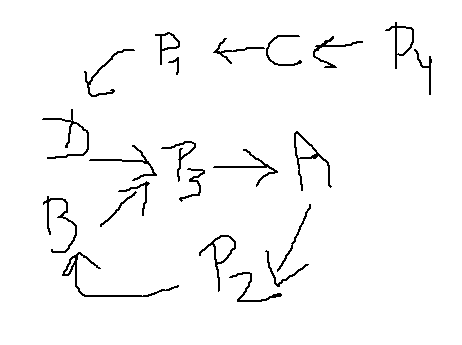 P1 ← C ← P4
D → P3 → A
B P2